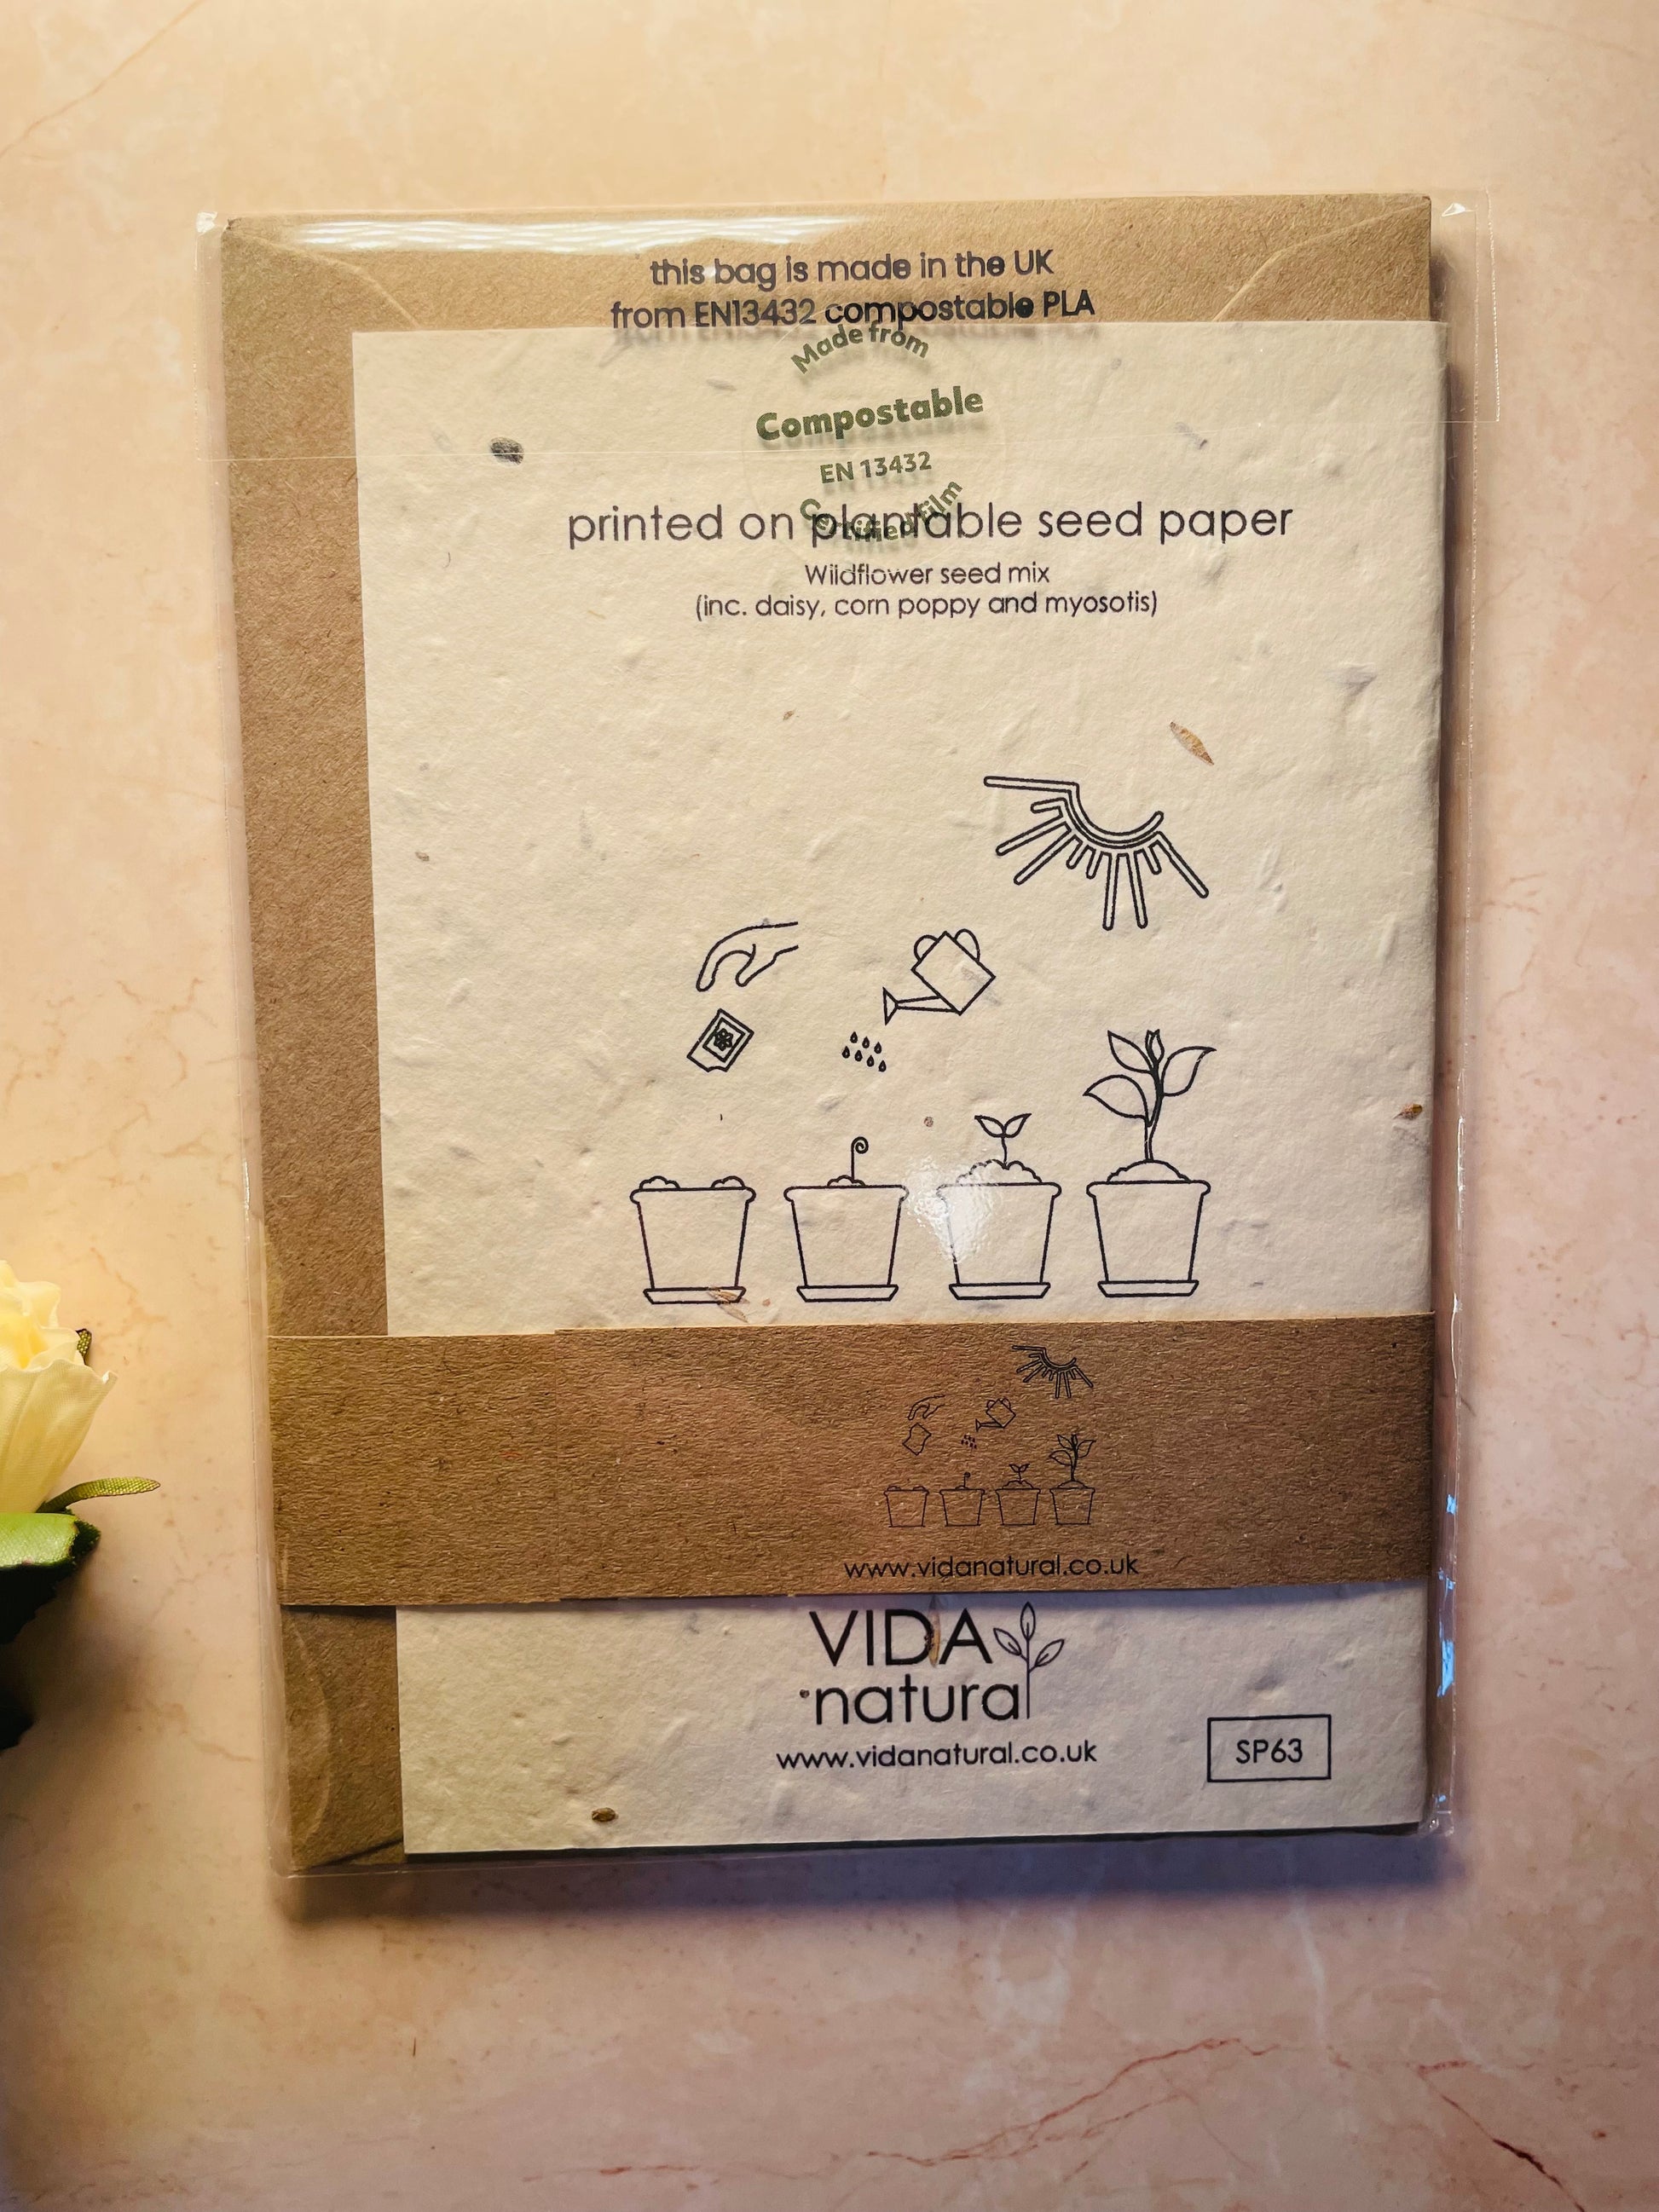 this bag is made in the UK
from EN13432 compostable PLA
Made from
Compostable
EN 13432
Certified Film
printed on plantable seed paper
Wildflower seed mix
(inc. daisy, corn poppy and myosotis)
www.vidanatural.co.uk
VIDA
natural
www.vidanatural.co.uk
SP63